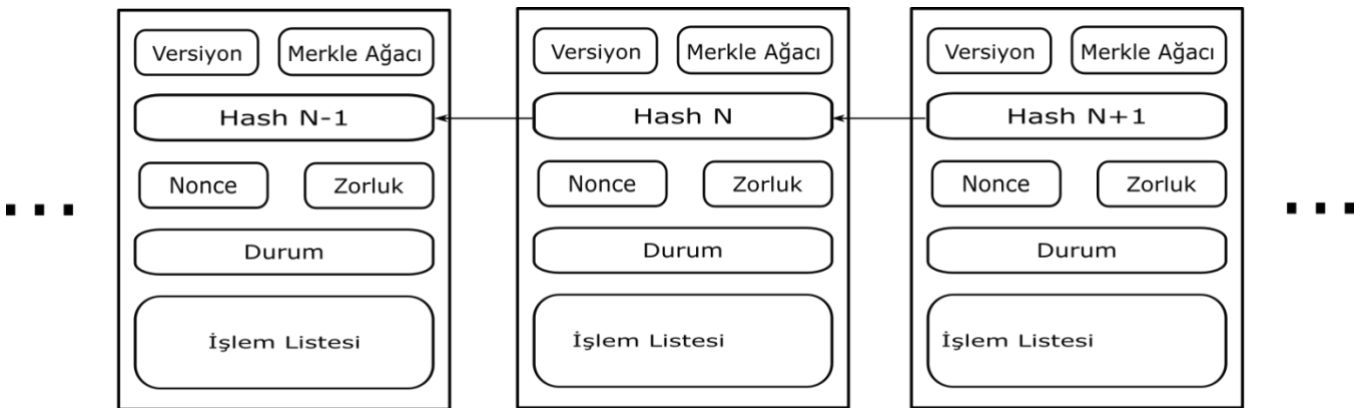 Versiyon Merkle Ağacı
Hash N-1
Nonce Zorluk
Durum
İşlem Listesi
Versiyon Merkle Ağacı
Hash N
Nonce Zorluk
Durum
İşlem Listesi
Versiyon Merkle Ağacı
Hash N+1
Nonce Zorluk
Durum
İşlem Listesi